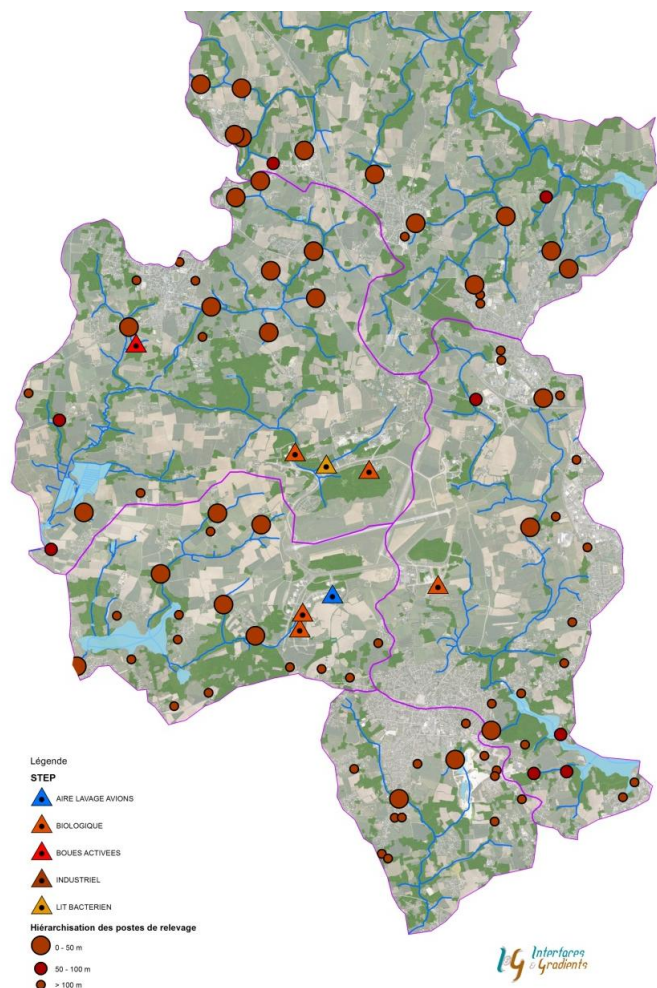 Légende
STEP
AIRE LAVAGE AVIONS
BIOLOGIQUE
BOUES ACTIVEES
INDUSTRIEL
LIT BACTERIEN
Hiérarchisation des postes de relevage
0 - 50 m
50 - 100 m
> 100 m
I&G Interfaces
& Gradients